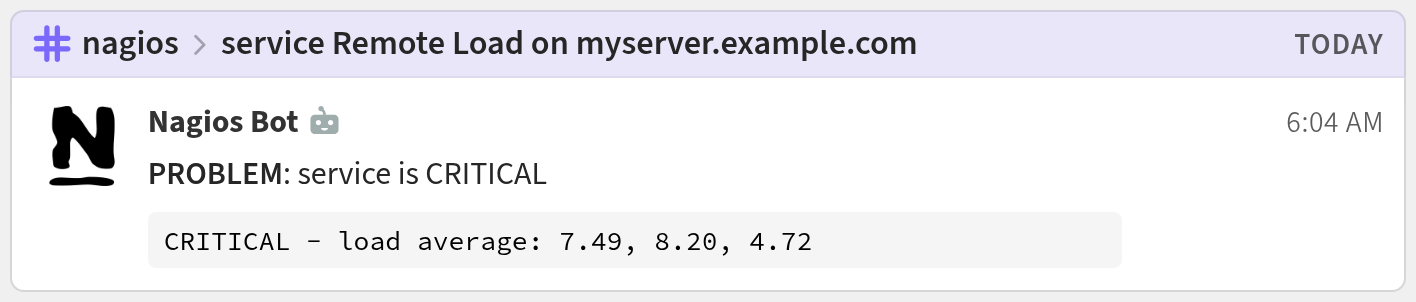 nagios > service Remote Load on myserver.example.com TODAY
Nagios Bot 6:04 AM
PROBLEM: service is CRITICAL
CRITICAL - load average: 7.49, 8.20, 4.72